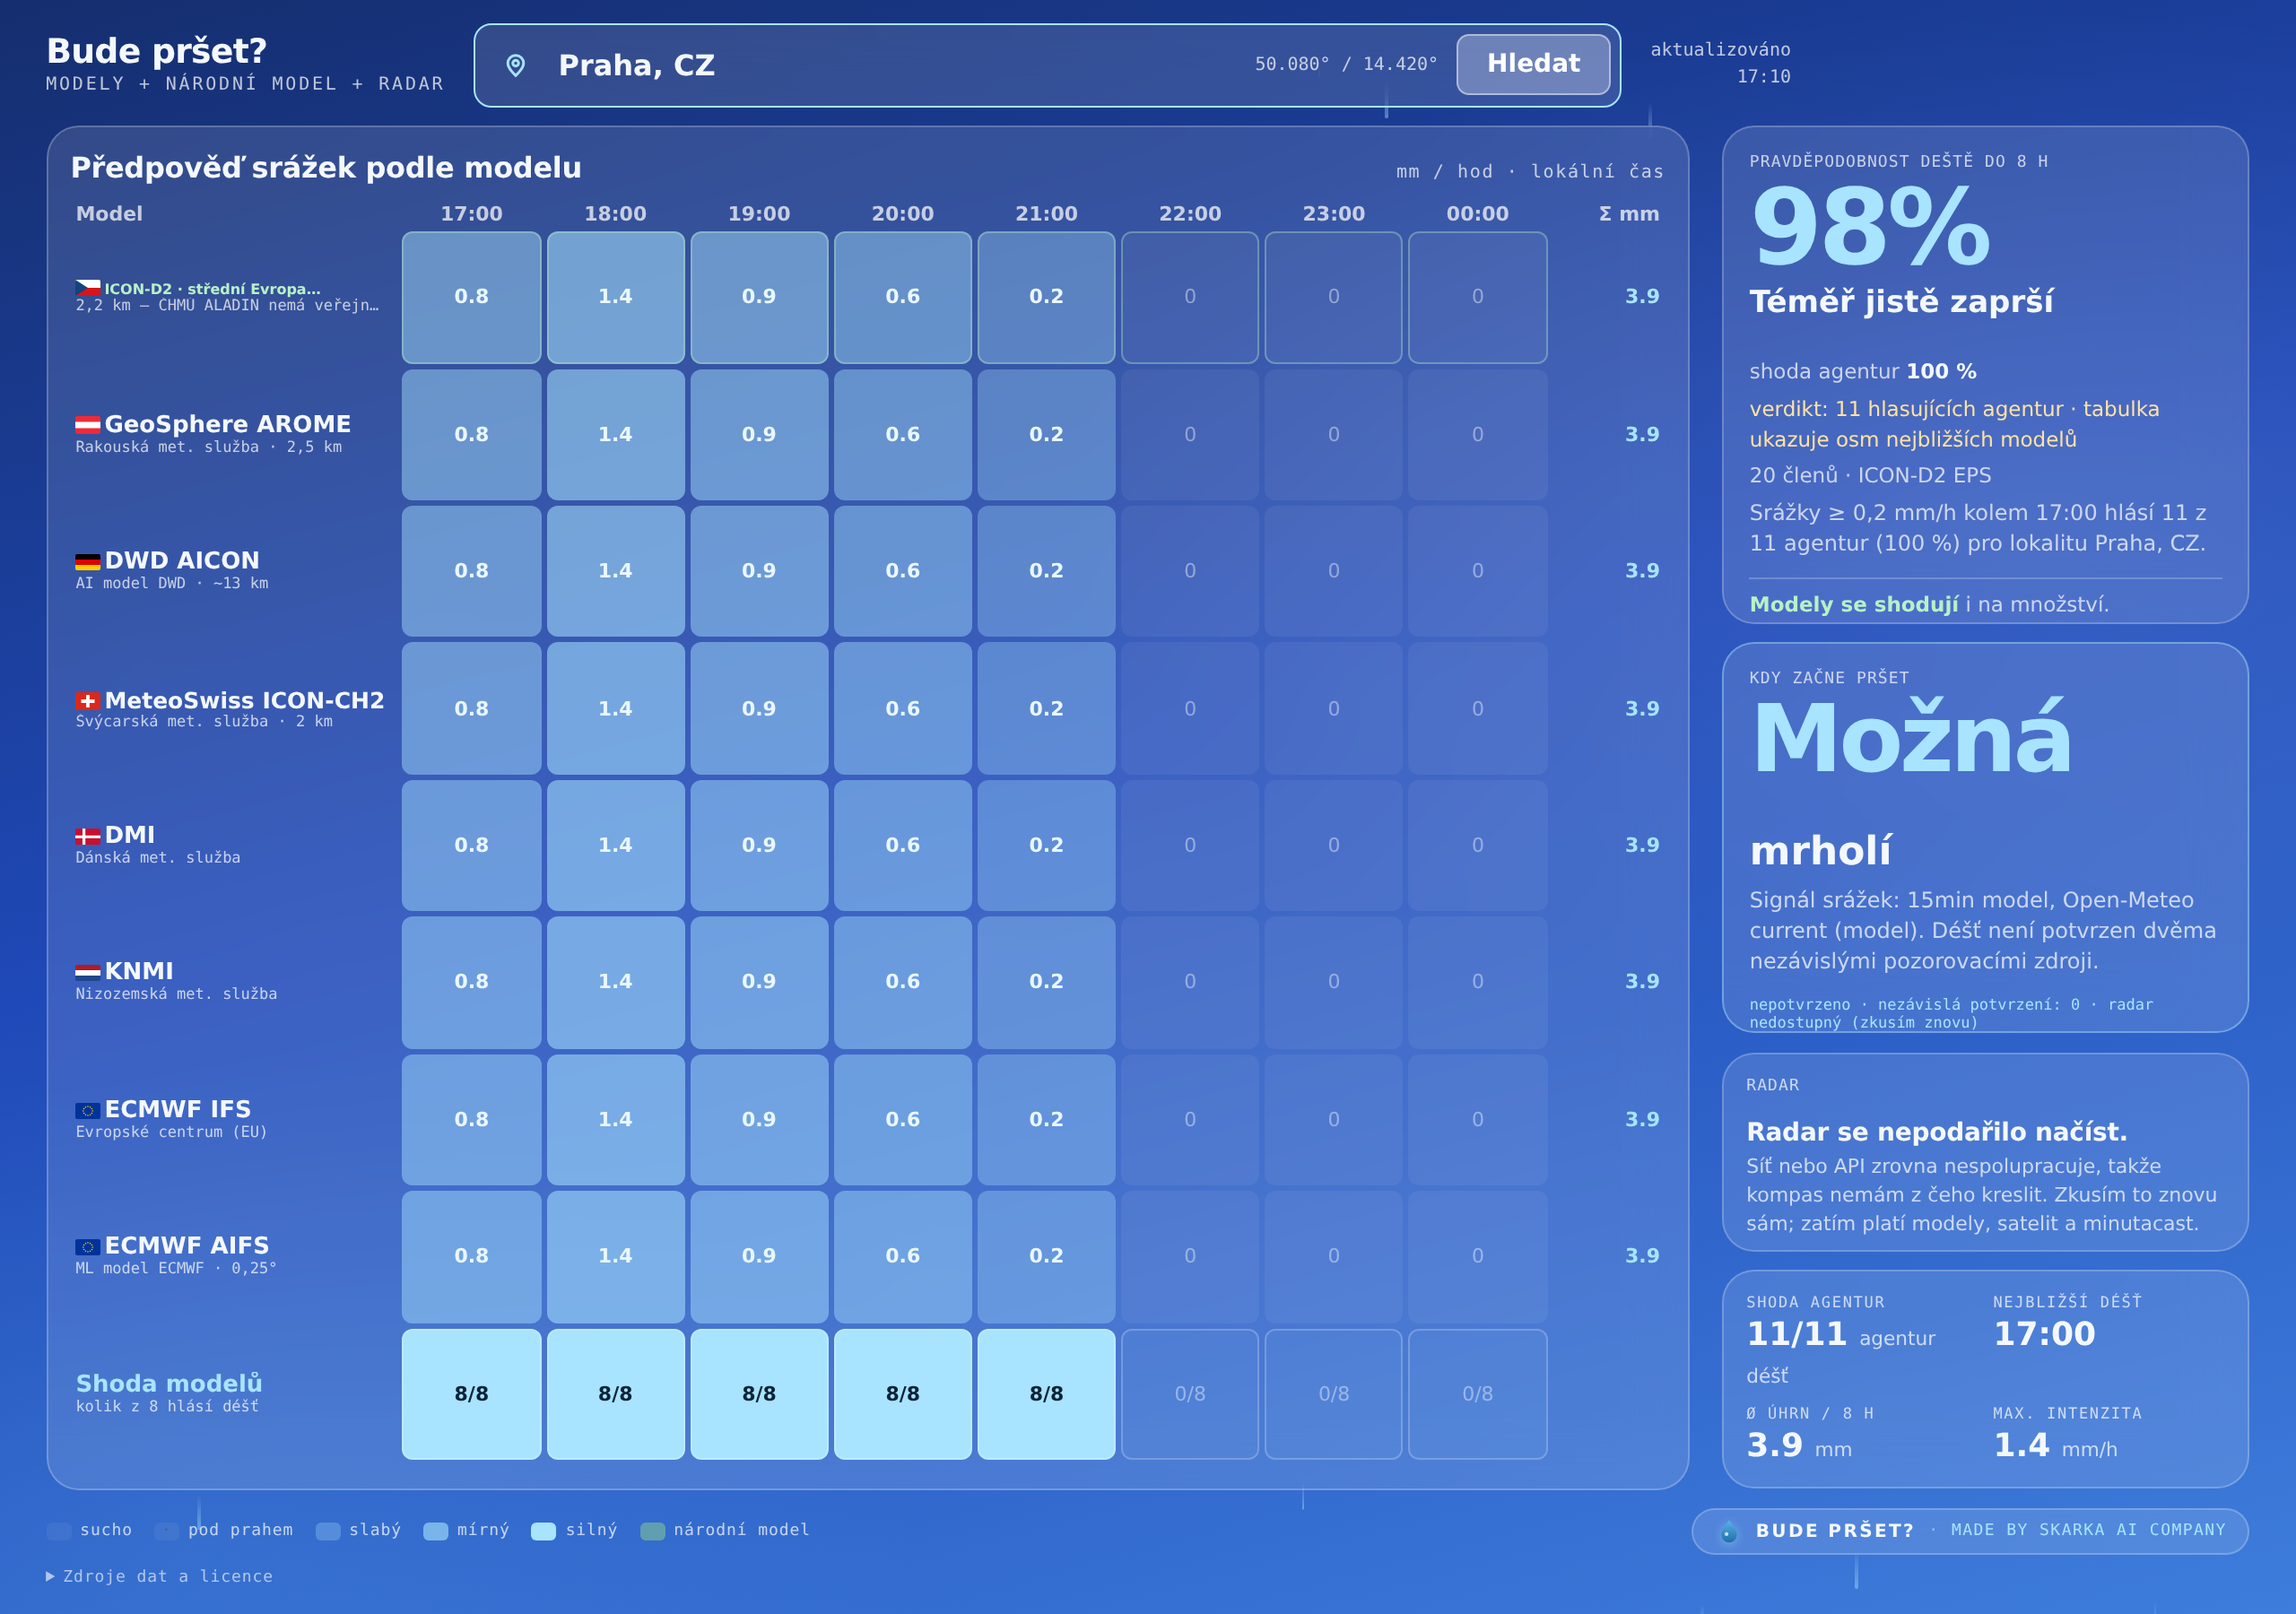 Bude pršet?
MODELY + NÁRODNÍ MODEL + RADAR
Praha, CZ
50.080° / 14.420°
Hledat
aktualizováno
17:10
Předpověď srážek podle modelu
mm / hod · lokální čas
Model 17:00 18:00 19:00 20:00 21:00 22:00 23:00 00:00 Σ mm
ICON-D2 · střední Evropa…
2,2 km — CHMU ALADIN nemá veřejn…
0.8 1.4 0.9 0.6 0.2 0 0 0 3.9
GeoSphere AROME
Rakouská met. služba · 2,5 km
0.8 1.4 0.9 0.6 0.2 0 0 0 3.9
DWD AICON
AI model DWD · ~13 km
0.8 1.4 0.9 0.6 0.2 0 0 0 3.9
MeteoSwiss ICON-CH2
Švýcarská met. služba · 2 km
0.8 1.4 0.9 0.6 0.2 0 0 0 3.9
DMI
Dánská met. služba
0.8 1.4 0.9 0.6 0.2 0 0 0 3.9
KNMI
Nizozemská met. služba
0.8 1.4 0.9 0.6 0.2 0 0 0 3.9
ECMWF IFS
Evropské centrum (EU)
0.8 1.4 0.9 0.6 0.2 0 0 0 3.9
ECMWF AIFS
ML model ECMWF · 0,25°
0.8 1.4 0.9 0.6 0.2 0 0 0 3.9
Shoda modelů
kolik z 8 hlásí déšť
8/8 8/8 8/8 8/8 8/8 0/8 0/8 0/8
PRAVDĚPODOBNOST DEŠTĚ DO 8 H
98%
Téměř jistě zaprší
shoda agentur 100 %
verdikt: 11 hlasujících agentur · tabulka
ukazuje osm nejbližších modelů
20 členů · ICON-D2 EPS
Srážky ≥ 0,2 mm/h kolem 17:00 hlásí 11 z
11 agentur (100 %) pro lokalitu Praha, CZ.
Modely se shodují i na množství.
KDY ZAČNE PRŠET
Možná
mrholí
Signál srážek: 15min model, Open-Meteo
current (model). Déšť není potvrzen dvěma
nezávislými pozorovacími zdroji.
nepotvrzeno · nezávislá potvrzení: 0 · radar
nedostupný (zkusím znovu)
RADAR
Radar se nepodařilo načíst.
Síť nebo API zrovna nespolupracuje, takže
kompas nemám z čeho kreslit. Zkusím to znovu
sám; zatím platí modely, satelit a minutacast.
SHODA AGENTUR
11/11 agentur
déšť
NEJBLIŽŠÍ DÉŠŤ
17:00
Ø ÚHRN / 8 H
3.9 mm
MAX. INTENZITA
1.4 mm/h
sucho pod prahem slabý mírný silný národní model
BUDE PRŠET? · MADE BY SKARKA AI COMPANY
▶ Zdroje dat a licence